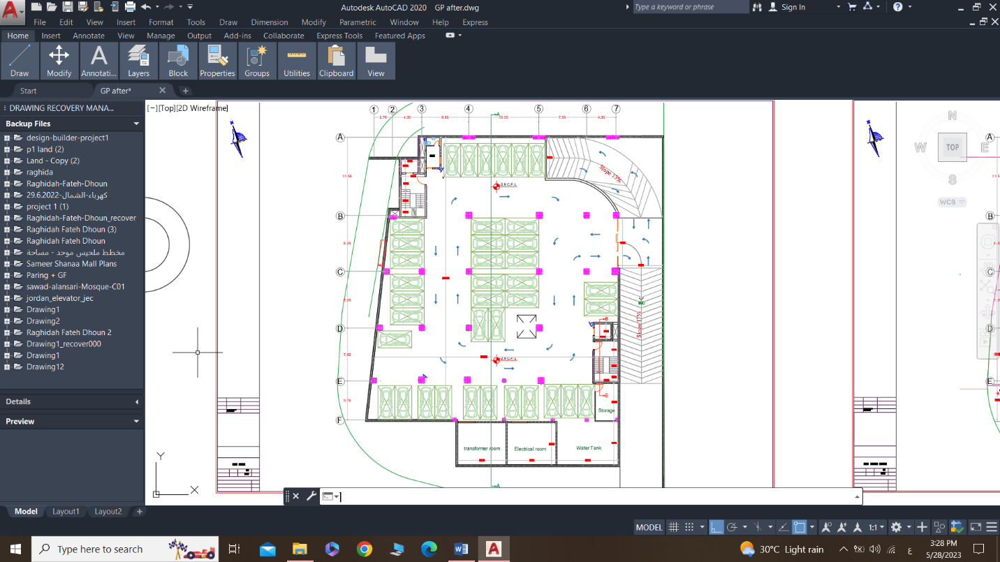 Autodesk AutoCAD 2020 GP after.dwg
Type a keyword or phrase
Sign In
File Edit View Insert Format Tools Draw Dimension Modify Parametric Window Help Express
Home Insert Annotate View Manage Output Add-ins Collaborate Express Tools Featured Apps
Draw Modify Annotati... Layers Block Properties Groups Utilities Clipboard View
Start GP after*
DRAWING RECOVERY MANA...
Backup Files
design-builder-project1
p1 land (2)
Land - Copy (2)
raghida
Raghidah-Fateh-Dhoun
كهرباء-الشمال-29.6.2022
project 1 (1)
Raghidah-Fateh-Dhoun_recover
Raghidah Fateh Dhoun (3)
Raghidah Fateh Dhoun
مخطط ملحيس موحد - مساحة
Sameer Shanaa Mall Plans
Paring + GF
sawad-alansari-Mosque-C01
jordan_elevator_jec
Drawing1
Drawing2
Raghidah Fateh Dhoun 2
Drawing1_recover000
Drawing1
Drawing12
Details
Preview
[−][Top][2D Wireframe]
1 2 3 4 5 6 7
2.70 4.35 6.95 10.35 7.95 4.35
A
A
11.56
Slope 13%
2.9 C.F.L
B
8.28
C
8.38
D
Slope 17%
B
7.92
2.9 C.F.L
E
B
5.76
F
Storage
transformer room
Electrical room
Water Tank
A
N
W TOP E
S
WCS
A
B
C
D
E
Y
X
Model Layout1 Layout2
MODEL
1:1
Type here to search
30°C Light rain
ع
3:28 PM
5/28/2023